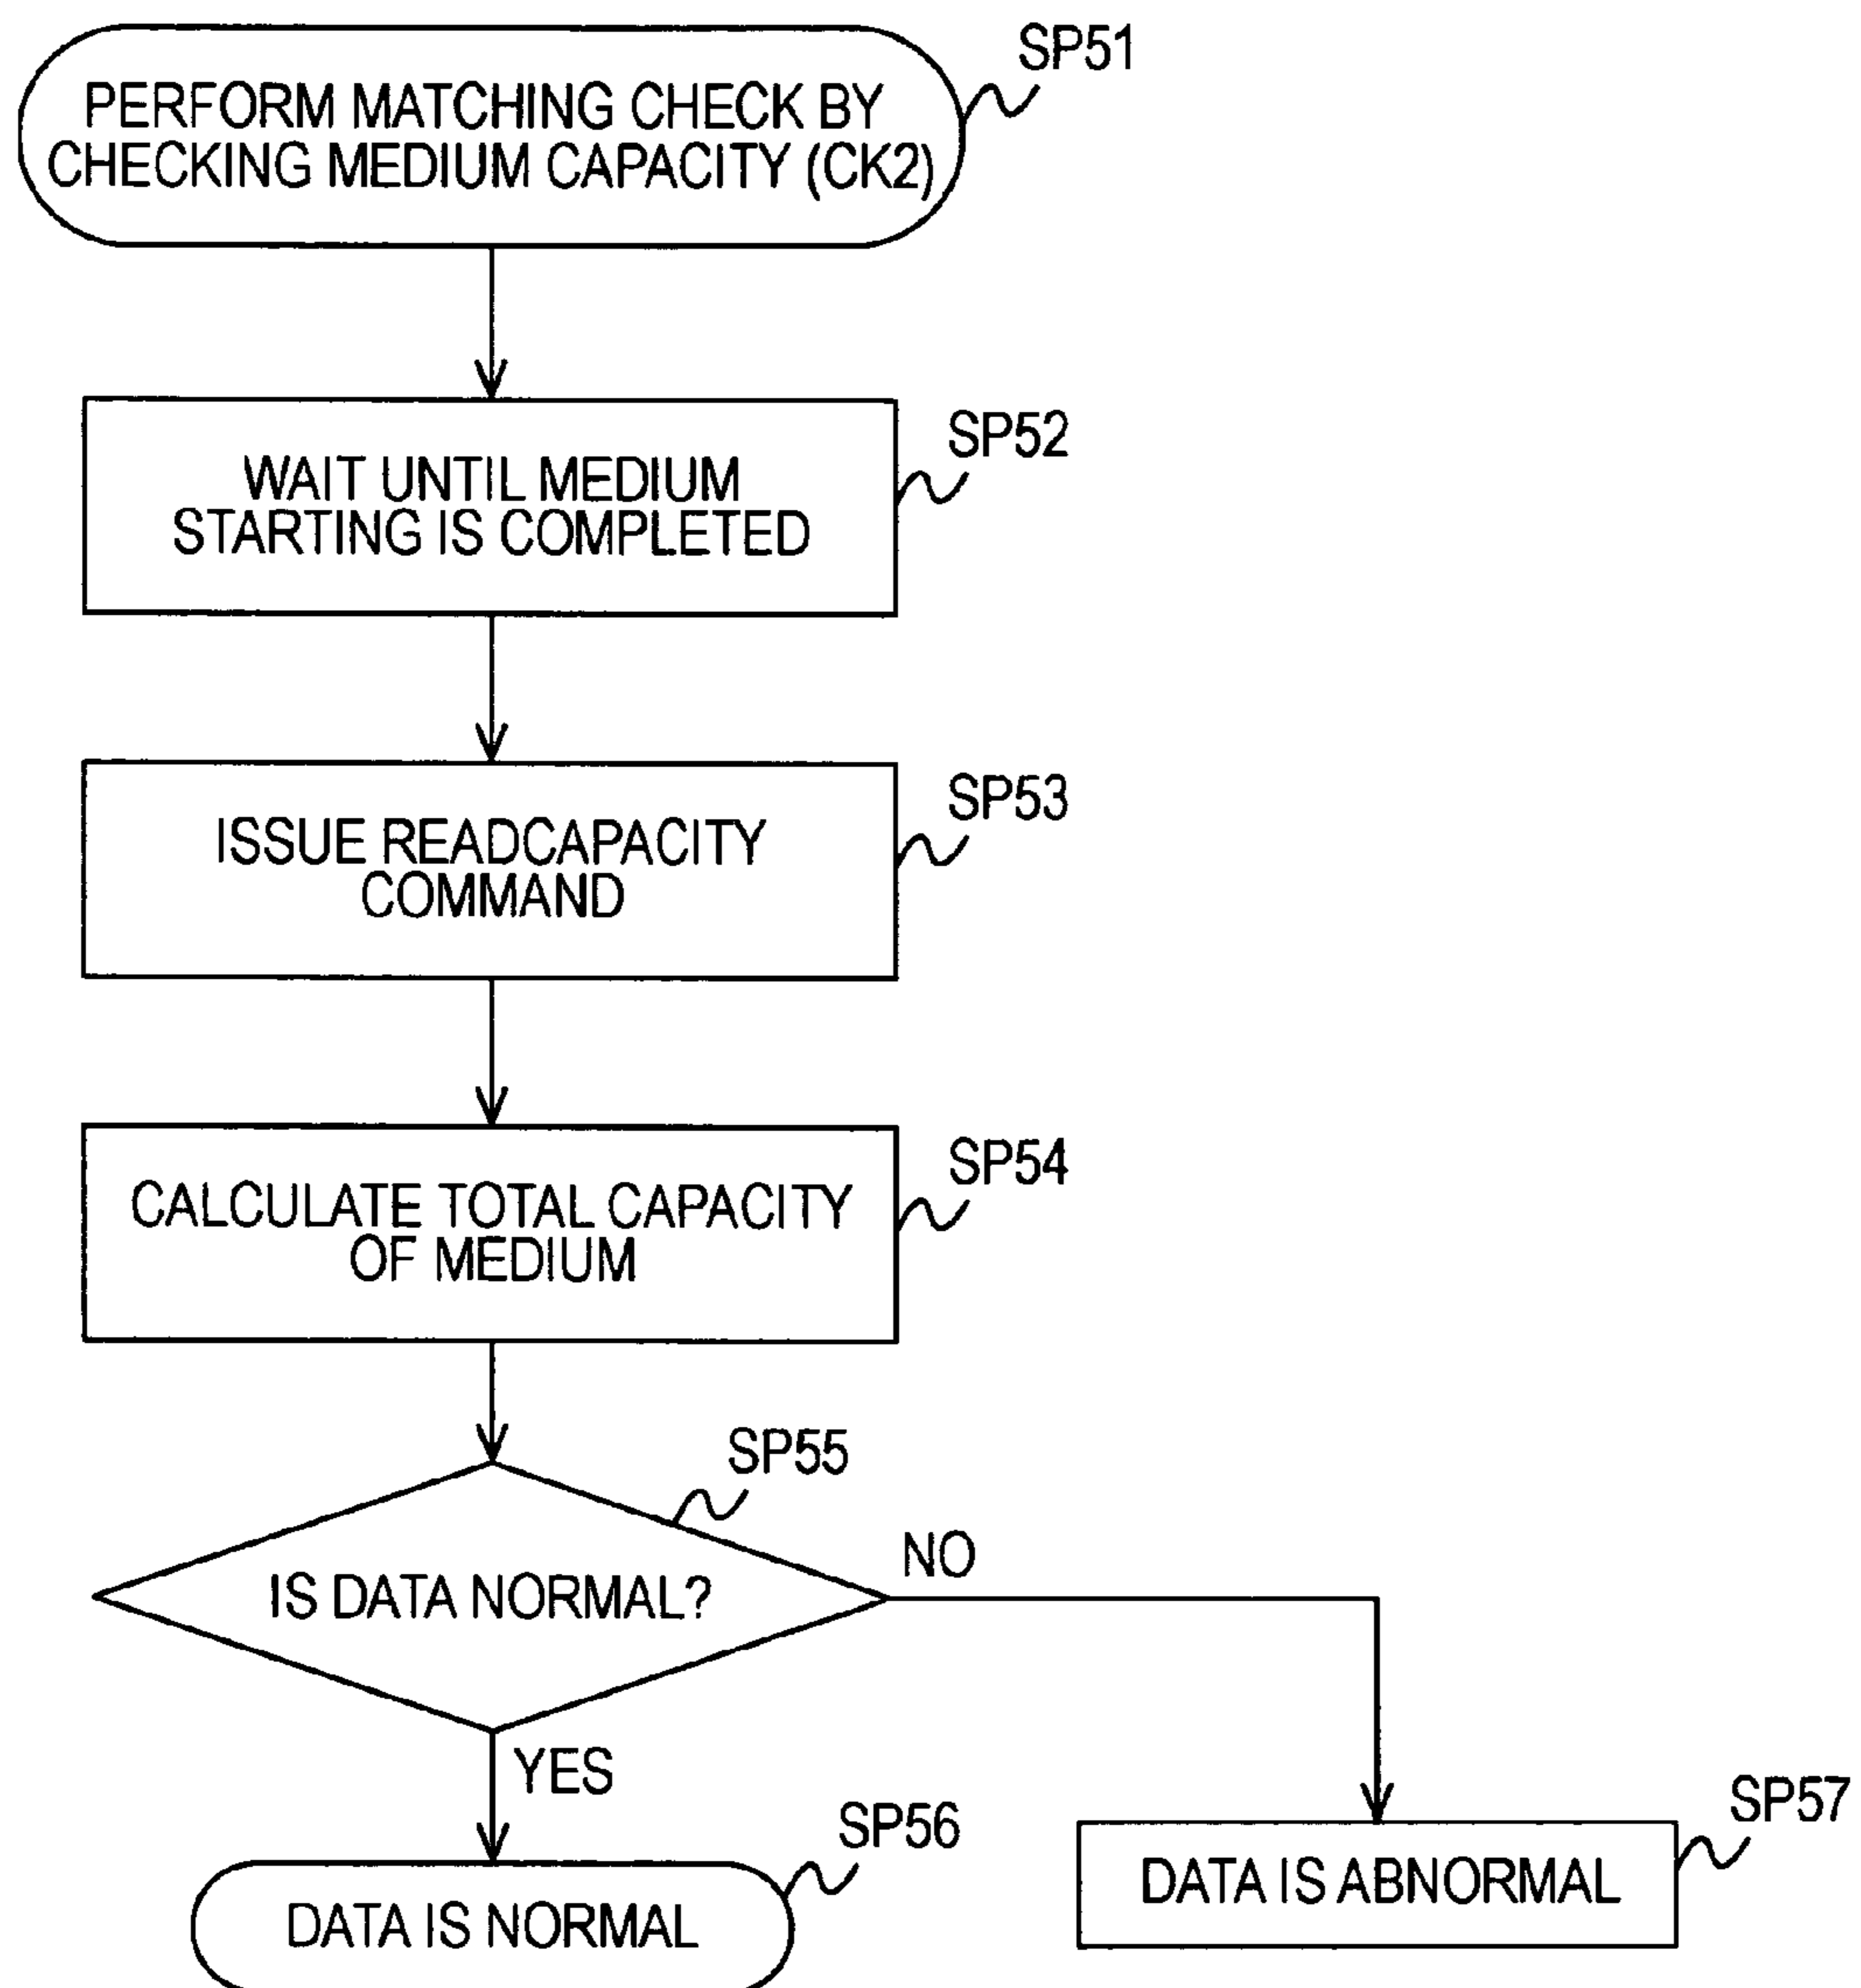 SP51
PERFORM MATCHING CHECK BY
CHECKING MEDIUM CAPACITY (CK2)
SP52
WAIT UNTIL MEDIUM
STARTING IS COMPLETED
SP53
ISSUE READCAPACITY
COMMAND
SP54
CALCULATE TOTAL CAPACITY
OF MEDIUM
SP55
IS DATA NORMAL?
NO
YES
SP56
DATA IS NORMAL
SP57
DATA IS ABNORMAL